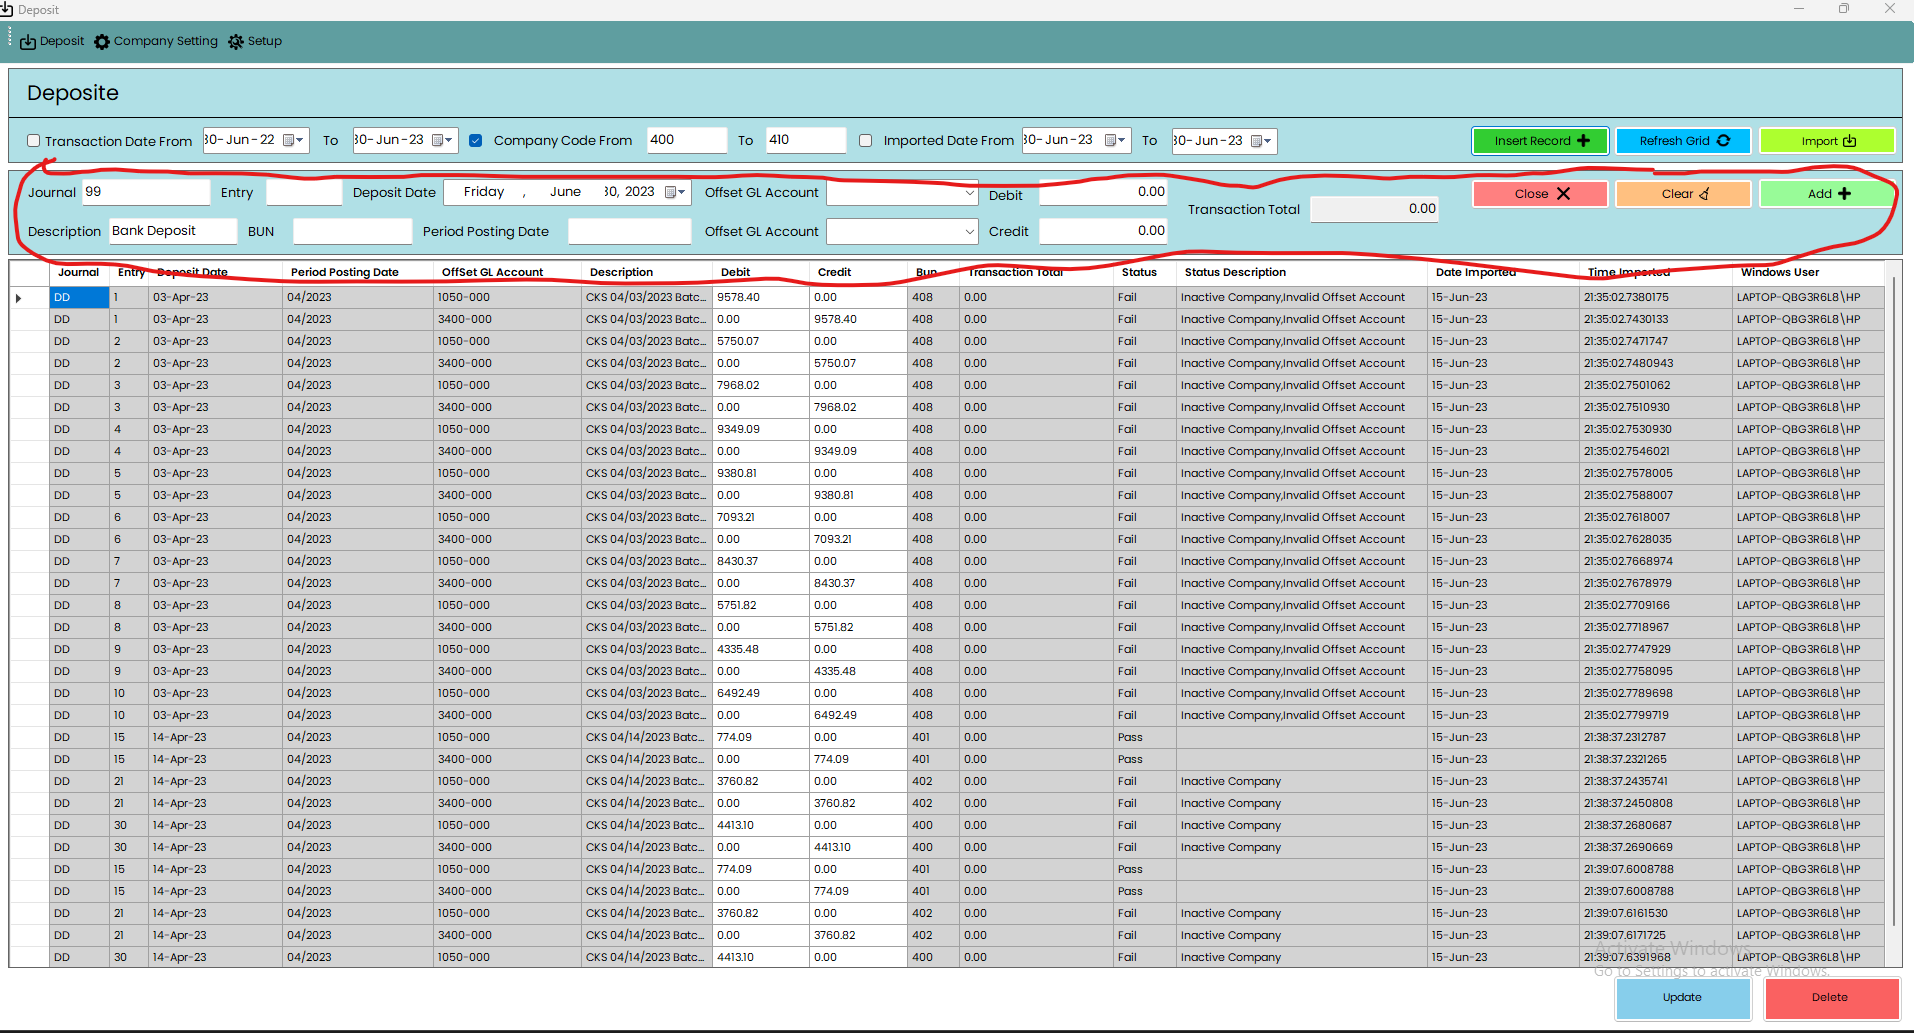 Deposit
Deposit Company Setting Setup
Deposite
Transaction Date From 30-Jun-22 To 30-Jun-23 Company Code From 400 To 410 Imported Date From 30-Jun-23 To 30-Jun-23 Insert Record Refresh Grid Import
Journal 99 Entry Deposit Date Friday , June 30, 2023 Offset GL Account Debit 0.00 Transaction Total 0.00 Close Clear Add
Description Bank Deposit BUN Period Posting Date Offset GL Account Credit 0.00
Journal Entry Deposit Date Period Posting Date OffSet GL Account Description Debit Credit Bun Transaction Total Status Status Description Date Imported Time Imported Windows User
DD 1 03-Apr-23 04/2023 1050-000 CKS 04/03/2023 Batc... 9578.40 0.00 408 0.00 Fail Inactive Company,Invalid Offset Account 15-Jun-23 21:35:02.7380175 LAPTOP-QBG3R6L8\HP
DD 1 03-Apr-23 04/2023 3400-000 CKS 04/03/2023 Batc... 0.00 9578.40 408 0.00 Fail Inactive Company,Invalid Offset Account 15-Jun-23 21:35:02.7430133 LAPTOP-QBG3R6L8\HP
DD 2 03-Apr-23 04/2023 1050-000 CKS 04/03/2023 Batc... 5750.07 0.00 408 0.00 Fail Inactive Company,Invalid Offset Account 15-Jun-23 21:35:02.7471747 LAPTOP-QBG3R6L8\HP
DD 2 03-Apr-23 04/2023 3400-000 CKS 04/03/2023 Batc... 0.00 5750.07 408 0.00 Fail Inactive Company,Invalid Offset Account 15-Jun-23 21:35:02.7480943 LAPTOP-QBG3R6L8\HP
DD 3 03-Apr-23 04/2023 1050-000 CKS 04/03/2023 Batc... 7968.02 0.00 408 0.00 Fail Inactive Company,Invalid Offset Account 15-Jun-23 21:35:02.7501062 LAPTOP-QBG3R6L8\HP
DD 3 03-Apr-23 04/2023 3400-000 CKS 04/03/2023 Batc... 0.00 7968.02 408 0.00 Fail Inactive Company,Invalid Offset Account 15-Jun-23 21:35:02.7510930 LAPTOP-QBG3R6L8\HP
DD 4 03-Apr-23 04/2023 1050-000 CKS 04/03/2023 Batc... 9349.09 0.00 408 0.00 Fail Inactive Company,Invalid Offset Account 15-Jun-23 21:35:02.7530930 LAPTOP-QBG3R6L8\HP
DD 4 03-Apr-23 04/2023 3400-000 CKS 04/03/2023 Batc... 0.00 9349.09 408 0.00 Fail Inactive Company,Invalid Offset Account 15-Jun-23 21:35:02.7546021 LAPTOP-QBG3R6L8\HP
DD 5 03-Apr-23 04/2023 1050-000 CKS 04/03/2023 Batc... 9380.81 0.00 408 0.00 Fail Inactive Company,Invalid Offset Account 15-Jun-23 21:35:02.7578005 LAPTOP-QBG3R6L8\HP
DD 5 03-Apr-23 04/2023 3400-000 CKS 04/03/2023 Batc... 0.00 9380.81 408 0.00 Fail Inactive Company,Invalid Offset Account 15-Jun-23 21:35:02.7588007 LAPTOP-QBG3R6L8\HP
DD 6 03-Apr-23 04/2023 1050-000 CKS 04/03/2023 Batc... 7093.21 0.00 408 0.00 Fail Inactive Company,Invalid Offset Account 15-Jun-23 21:35:02.7618007 LAPTOP-QBG3R6L8\HP
DD 6 03-Apr-23 04/2023 3400-000 CKS 04/03/2023 Batc... 0.00 7093.21 408 0.00 Fail Inactive Company,Invalid Offset Account 15-Jun-23 21:35:02.7628035 LAPTOP-QBG3R6L8\HP
DD 7 03-Apr-23 04/2023 1050-000 CKS 04/03/2023 Batc... 8430.37 0.00 408 0.00 Fail Inactive Company,Invalid Offset Account 15-Jun-23 21:35:02.7668974 LAPTOP-QBG3R6L8\HP
DD 7 03-Apr-23 04/2023 3400-000 CKS 04/03/2023 Batc... 0.00 8430.37 408 0.00 Fail Inactive Company,Invalid Offset Account 15-Jun-23 21:35:02.7678979 LAPTOP-QBG3R6L8\HP
DD 8 03-Apr-23 04/2023 1050-000 CKS 04/03/2023 Batc... 5751.82 0.00 408 0.00 Fail Inactive Company,Invalid Offset Account 15-Jun-23 21:35:02.7709166 LAPTOP-QBG3R6L8\HP
DD 8 03-Apr-23 04/2023 3400-000 CKS 04/03/2023 Batc... 0.00 5751.82 408 0.00 Fail Inactive Company,Invalid Offset Account 15-Jun-23 21:35:02.7718967 LAPTOP-QBG3R6L8\HP
DD 9 03-Apr-23 04/2023 1050-000 CKS 04/03/2023 Batc... 4335.48 0.00 408 0.00 Fail Inactive Company,Invalid Offset Account 15-Jun-23 21:35:02.7747929 LAPTOP-QBG3R6L8\HP
DD 9 03-Apr-23 04/2023 3400-000 CKS 04/03/2023 Batc... 0.00 4335.48 408 0.00 Fail Inactive Company,Invalid Offset Account 15-Jun-23 21:35:02.7758095 LAPTOP-QBG3R6L8\HP
DD 10 03-Apr-23 04/2023 1050-000 CKS 04/03/2023 Batc... 6492.49 0.00 408 0.00 Fail Inactive Company,Invalid Offset Account 15-Jun-23 21:35:02.7789698 LAPTOP-QBG3R6L8\HP
DD 10 03-Apr-23 04/2023 3400-000 CKS 04/03/2023 Batc... 0.00 6492.49 408 0.00 Fail Inactive Company,Invalid Offset Account 15-Jun-23 21:35:02.7799719 LAPTOP-QBG3R6L8\HP
DD 15 14-Apr-23 04/2023 1050-000 CKS 04/14/2023 Batc... 774.09 0.00 401 0.00 Pass 15-Jun-23 21:38:37.2312787 LAPTOP-QBG3R6L8\HP
DD 15 14-Apr-23 04/2023 3400-000 CKS 04/14/2023 Batc... 0.00 774.09 401 0.00 Pass 15-Jun-23 21:38:37.2321265 LAPTOP-QBG3R6L8\HP
DD 21 14-Apr-23 04/2023 1050-000 CKS 04/14/2023 Batc... 3760.82 0.00 402 0.00 Fail Inactive Company 15-Jun-23 21:38:37.2435741 LAPTOP-QBG3R6L8\HP
DD 21 14-Apr-23 04/2023 3400-000 CKS 04/14/2023 Batc... 0.00 3760.82 402 0.00 Fail Inactive Company 15-Jun-23 21:38:37.2450808 LAPTOP-QBG3R6L8\HP
DD 30 14-Apr-23 04/2023 1050-000 CKS 04/14/2023 Batc... 4413.10 0.00 400 0.00 Fail Inactive Company 15-Jun-23 21:38:37.2680687 LAPTOP-QBG3R6L8\HP
DD 30 14-Apr-23 04/2023 3400-000 CKS 04/14/2023 Batc... 0.00 4413.10 400 0.00 Fail Inactive Company 15-Jun-23 21:38:37.2690669 LAPTOP-QBG3R6L8\HP
DD 15 14-Apr-23 04/2023 1050-000 CKS 04/14/2023 Batc... 774.09 0.00 401 0.00 Pass 15-Jun-23 21:39:07.6008788 LAPTOP-QBG3R6L8\HP
DD 15 14-Apr-23 04/2023 3400-000 CKS 04/14/2023 Batc... 0.00 774.09 401 0.00 Pass 15-Jun-23 21:39:07.6008788 LAPTOP-QBG3R6L8\HP
DD 21 14-Apr-23 04/2023 1050-000 CKS 04/14/2023 Batc... 3760.82 0.00 402 0.00 Fail Inactive Company 15-Jun-23 21:39:07.6161530 LAPTOP-QBG3R6L8\HP
DD 21 14-Apr-23 04/2023 3400-000 CKS 04/14/2023 Batc... 0.00 3760.82 402 0.00 Fail Inactive Company 15-Jun-23 21:39:07.6171725 LAPTOP-QBG3R6L8\HP
DD 30 14-Apr-23 04/2023 1050-000 CKS 04/14/2023 Batc... 4413.10 0.00 400 0.00 Fail Inactive Company 15-Jun-23 21:39:07.6391968 LAPTOP-QBG3R6L8\HP
Activate Windows
Go to Settings to activate Windows.
Update Delete